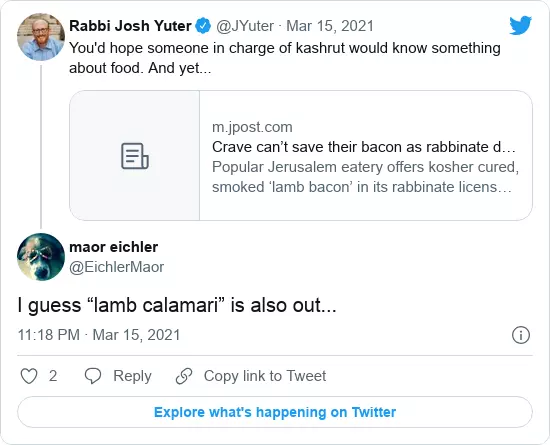 Rabbi Josh Yuter @JYuter · Mar 15, 2021
You'd hope someone in charge of kashrut would know something
about food. And yet...
m.jpost.com
Crave can’t save their bacon as rabbinate d…
Popular Jerusalem eatery offers kosher cured,
smoked ‘lamb bacon’ in its rabbinate licens…
maor eichler
@EichlerMaor
I guess “lamb calamari” is also out...
11:18 PM · Mar 15, 2021
2 Reply Copy link to Tweet
Explore what's happening on Twitter